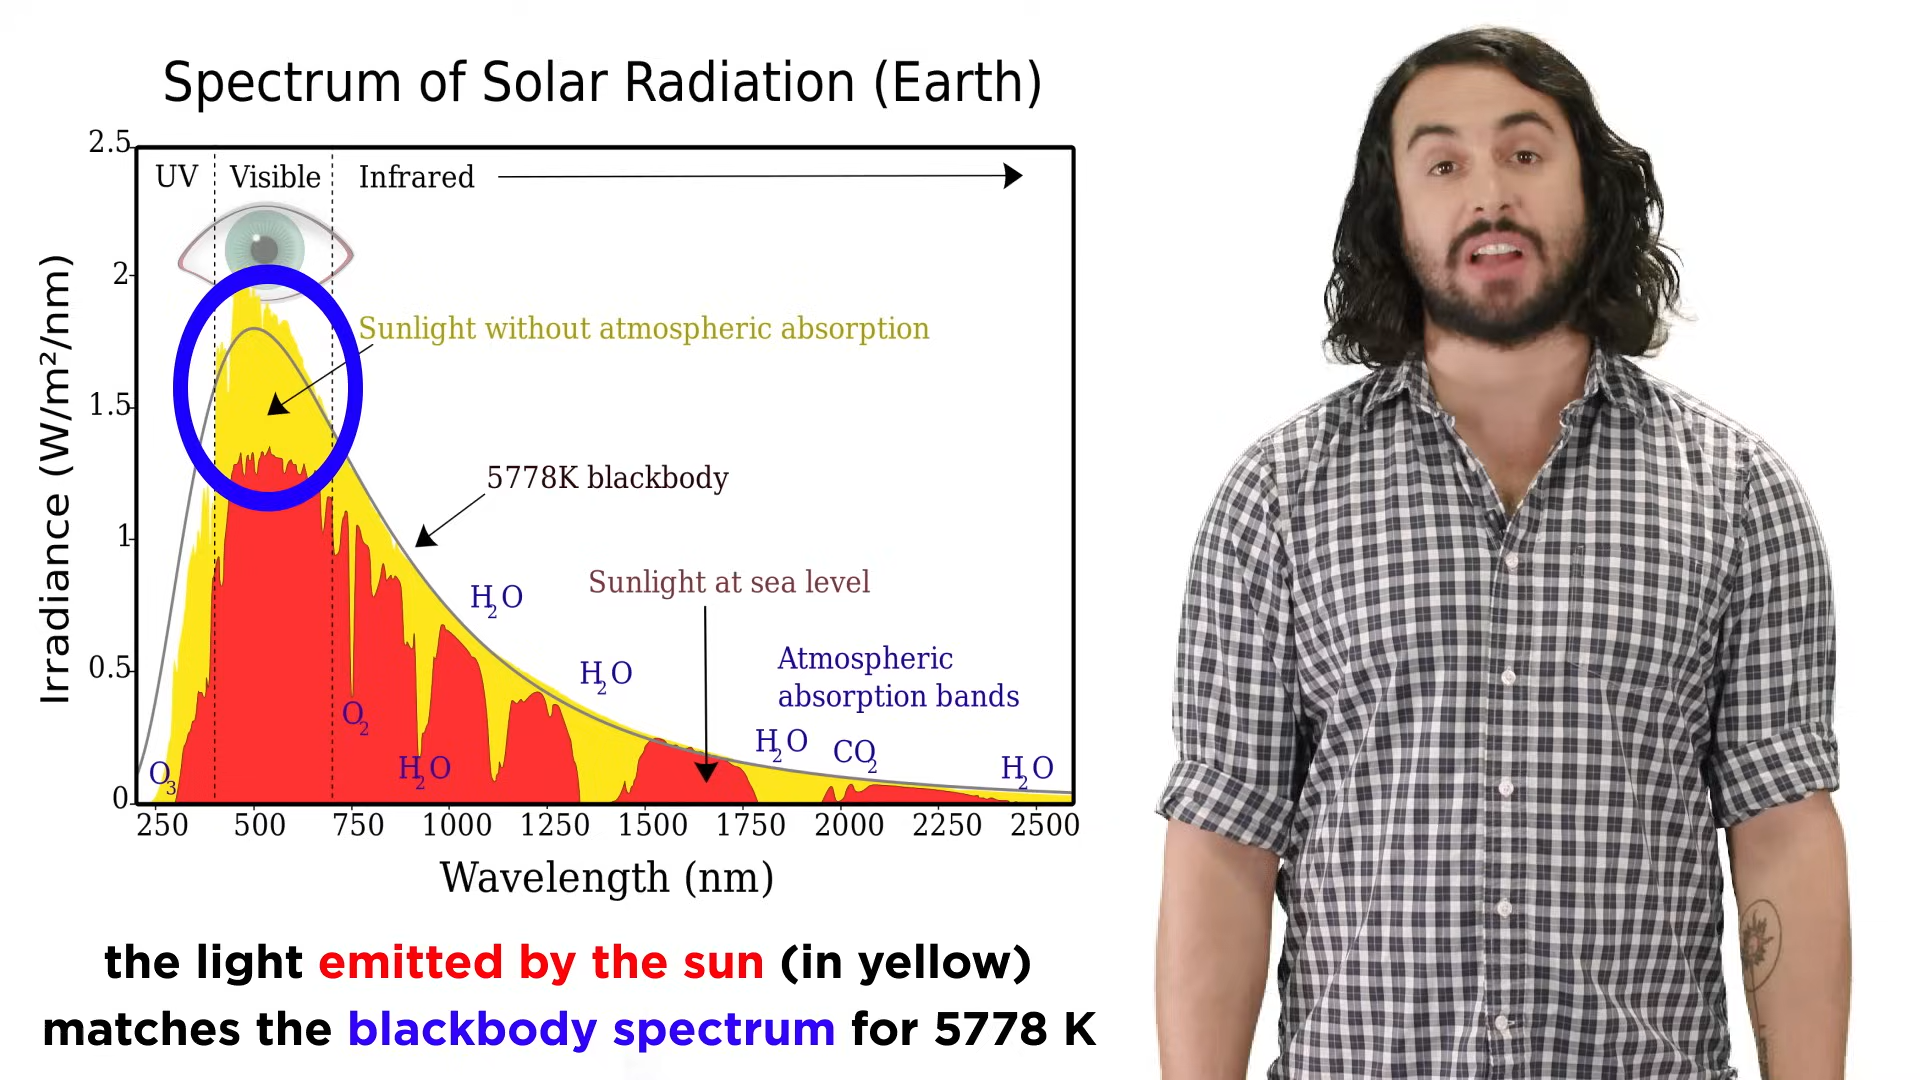 Spectrum of Solar Radiation (Earth)
2.5
UV Visible Infrared
2
Sunlight without atmospheric absorption
1.5
5778K blackbody
1
H2O
Sunlight at sea level
H2O
0.5
Atmospheric
absorption bands
O2
H2O
CO2
H2O
H2O
O3
0
250 500 750 1000 1250 1500 1750 2000 2250 2500
Irradiance (W/m²/nm)
Wavelength (nm)
the light emitted by the sun (in yellow)
matches the blackbody spectrum for 5778 K